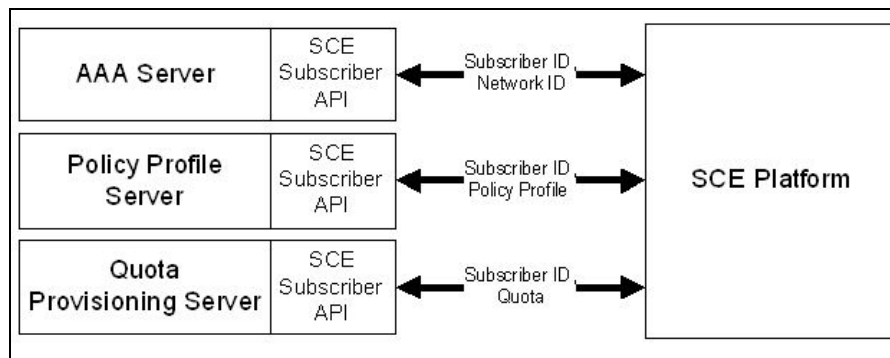 AAA Server
SCE
Subscriber
API
Subscriber ID,
Network ID
Policy Profile
Server
SCE
Subscriber
API
Subscriber ID,
Policy Profile
SCE Platform
Quota
Provisioning Server
SCE
Subscriber
API
Subscriber ID,
Quota